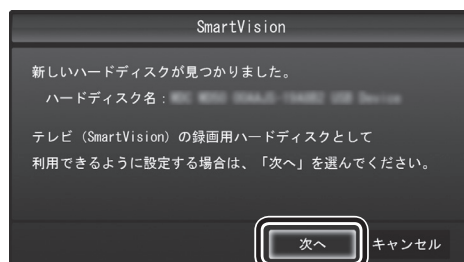 SmartVision
新しいハードディスクが見つかりました。
ハードディスク名：
テレビ（SmartVision）の録画用ハードディスクとして
利用できるように設定する場合は、「次へ」を選んでください。
次へ キャンセル